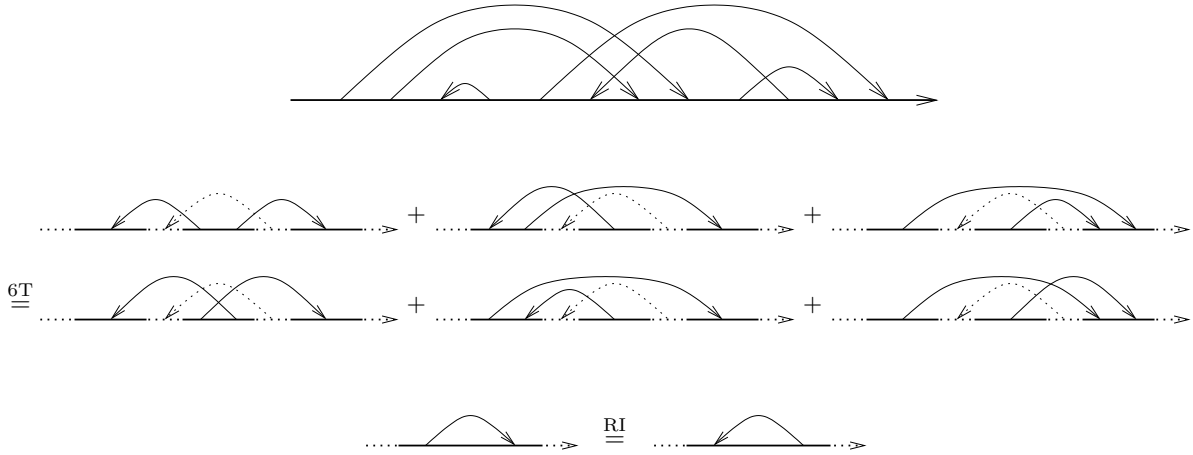 + +
6T
= + +
RI
=